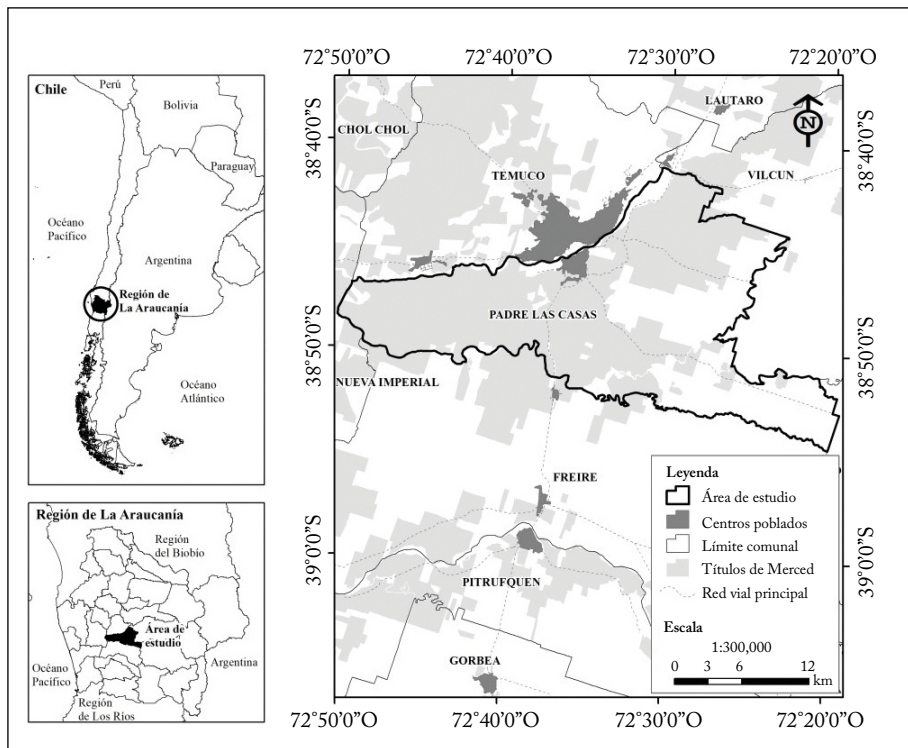 Chile
Perú
Bolivia
Paraguay
Océano
Pacífico
Argentina
Región de
La Araucanía
Océano
Atlántico
Región de La Araucanía
Región
del Biobío
Área de
estudio
Océano
Pacífico
Argentina
Región
de Los Ríos
72°50'0"O 72°40'0"O 72°30'0"O 72°20'0"O
38°40'0"S 38°40'0"S
38°50'0"S 38°50'0"S
39°0'0"S 39°0'0"S
LAUTARO
N
CHOL CHOL
TEMUCO
VILCUN
PADRE LAS CASAS
NUEVA IMPERIAL
FREIRE
PITRUFQUEN
GORBEA
Leyenda
Área de estudio
Centros poblados
Límite comunal
Títulos de Merced
Red vial principal
Escala
1:300,000
0 3 6 12
km
72°50'0"O 72°40'0"O 72°30'0"O 72°20'0"O